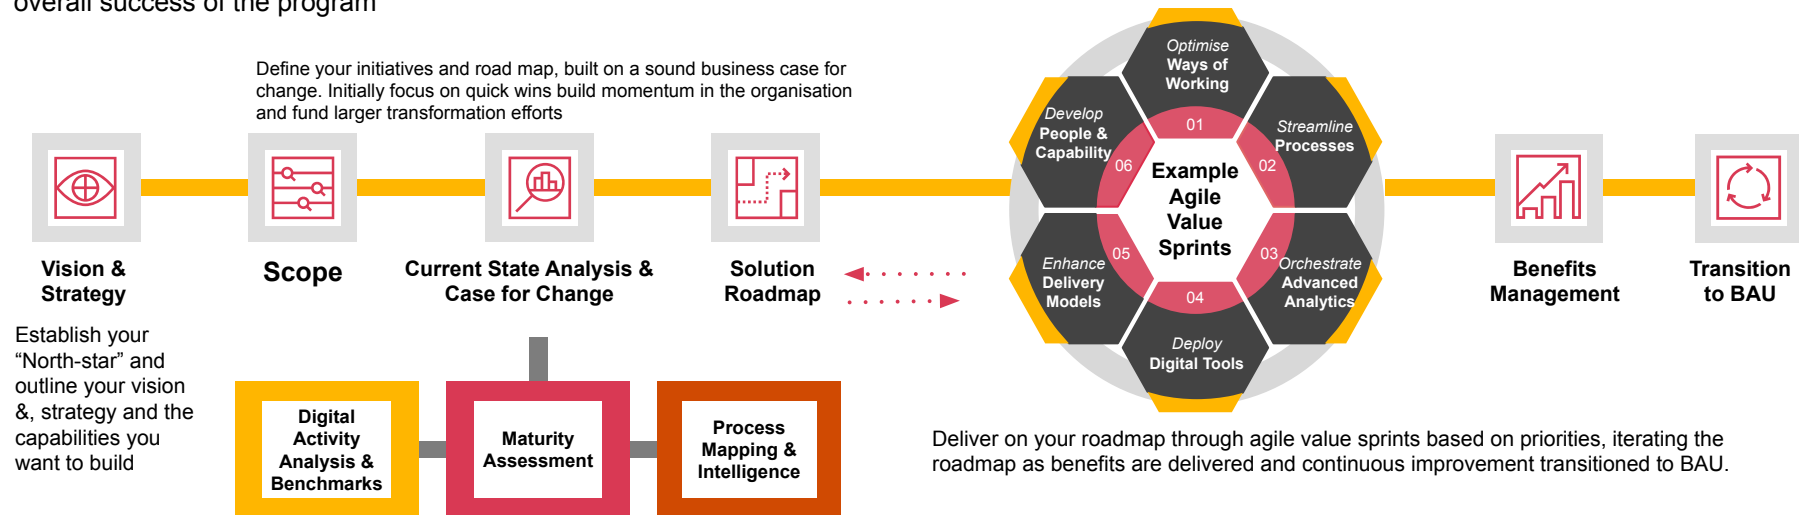 overall success of the program
Define your initiatives and road map, built on a sound business case for
change. Initially focus on quick wins build momentum in the organisation
and fund larger transformation efforts
Vision &
Strategy
Establish your
“North-star” and
outline your vision
&, strategy and the
capabilities you
want to build
Scope
Current State Analysis &
Case for Change
Digital
Activity
Analysis &
Benchmarks
Maturity
Assessment
Process
Mapping &
Intelligence
Solution
Roadmap
Example
Agile
Value
Sprints
01
Optimise
Ways of
Working
02
Streamline
Processes
03
Orchestrate
Advanced
Analytics
04
Deploy
Digital Tools
05
Enhance
Delivery
Models
06
Develop
People &
Capability
Benefits
Management
Transition
to BAU
Deliver on your roadmap through agile value sprints based on priorities, iterating the
roadmap as benefits are delivered and continuous improvement transitioned to BAU.